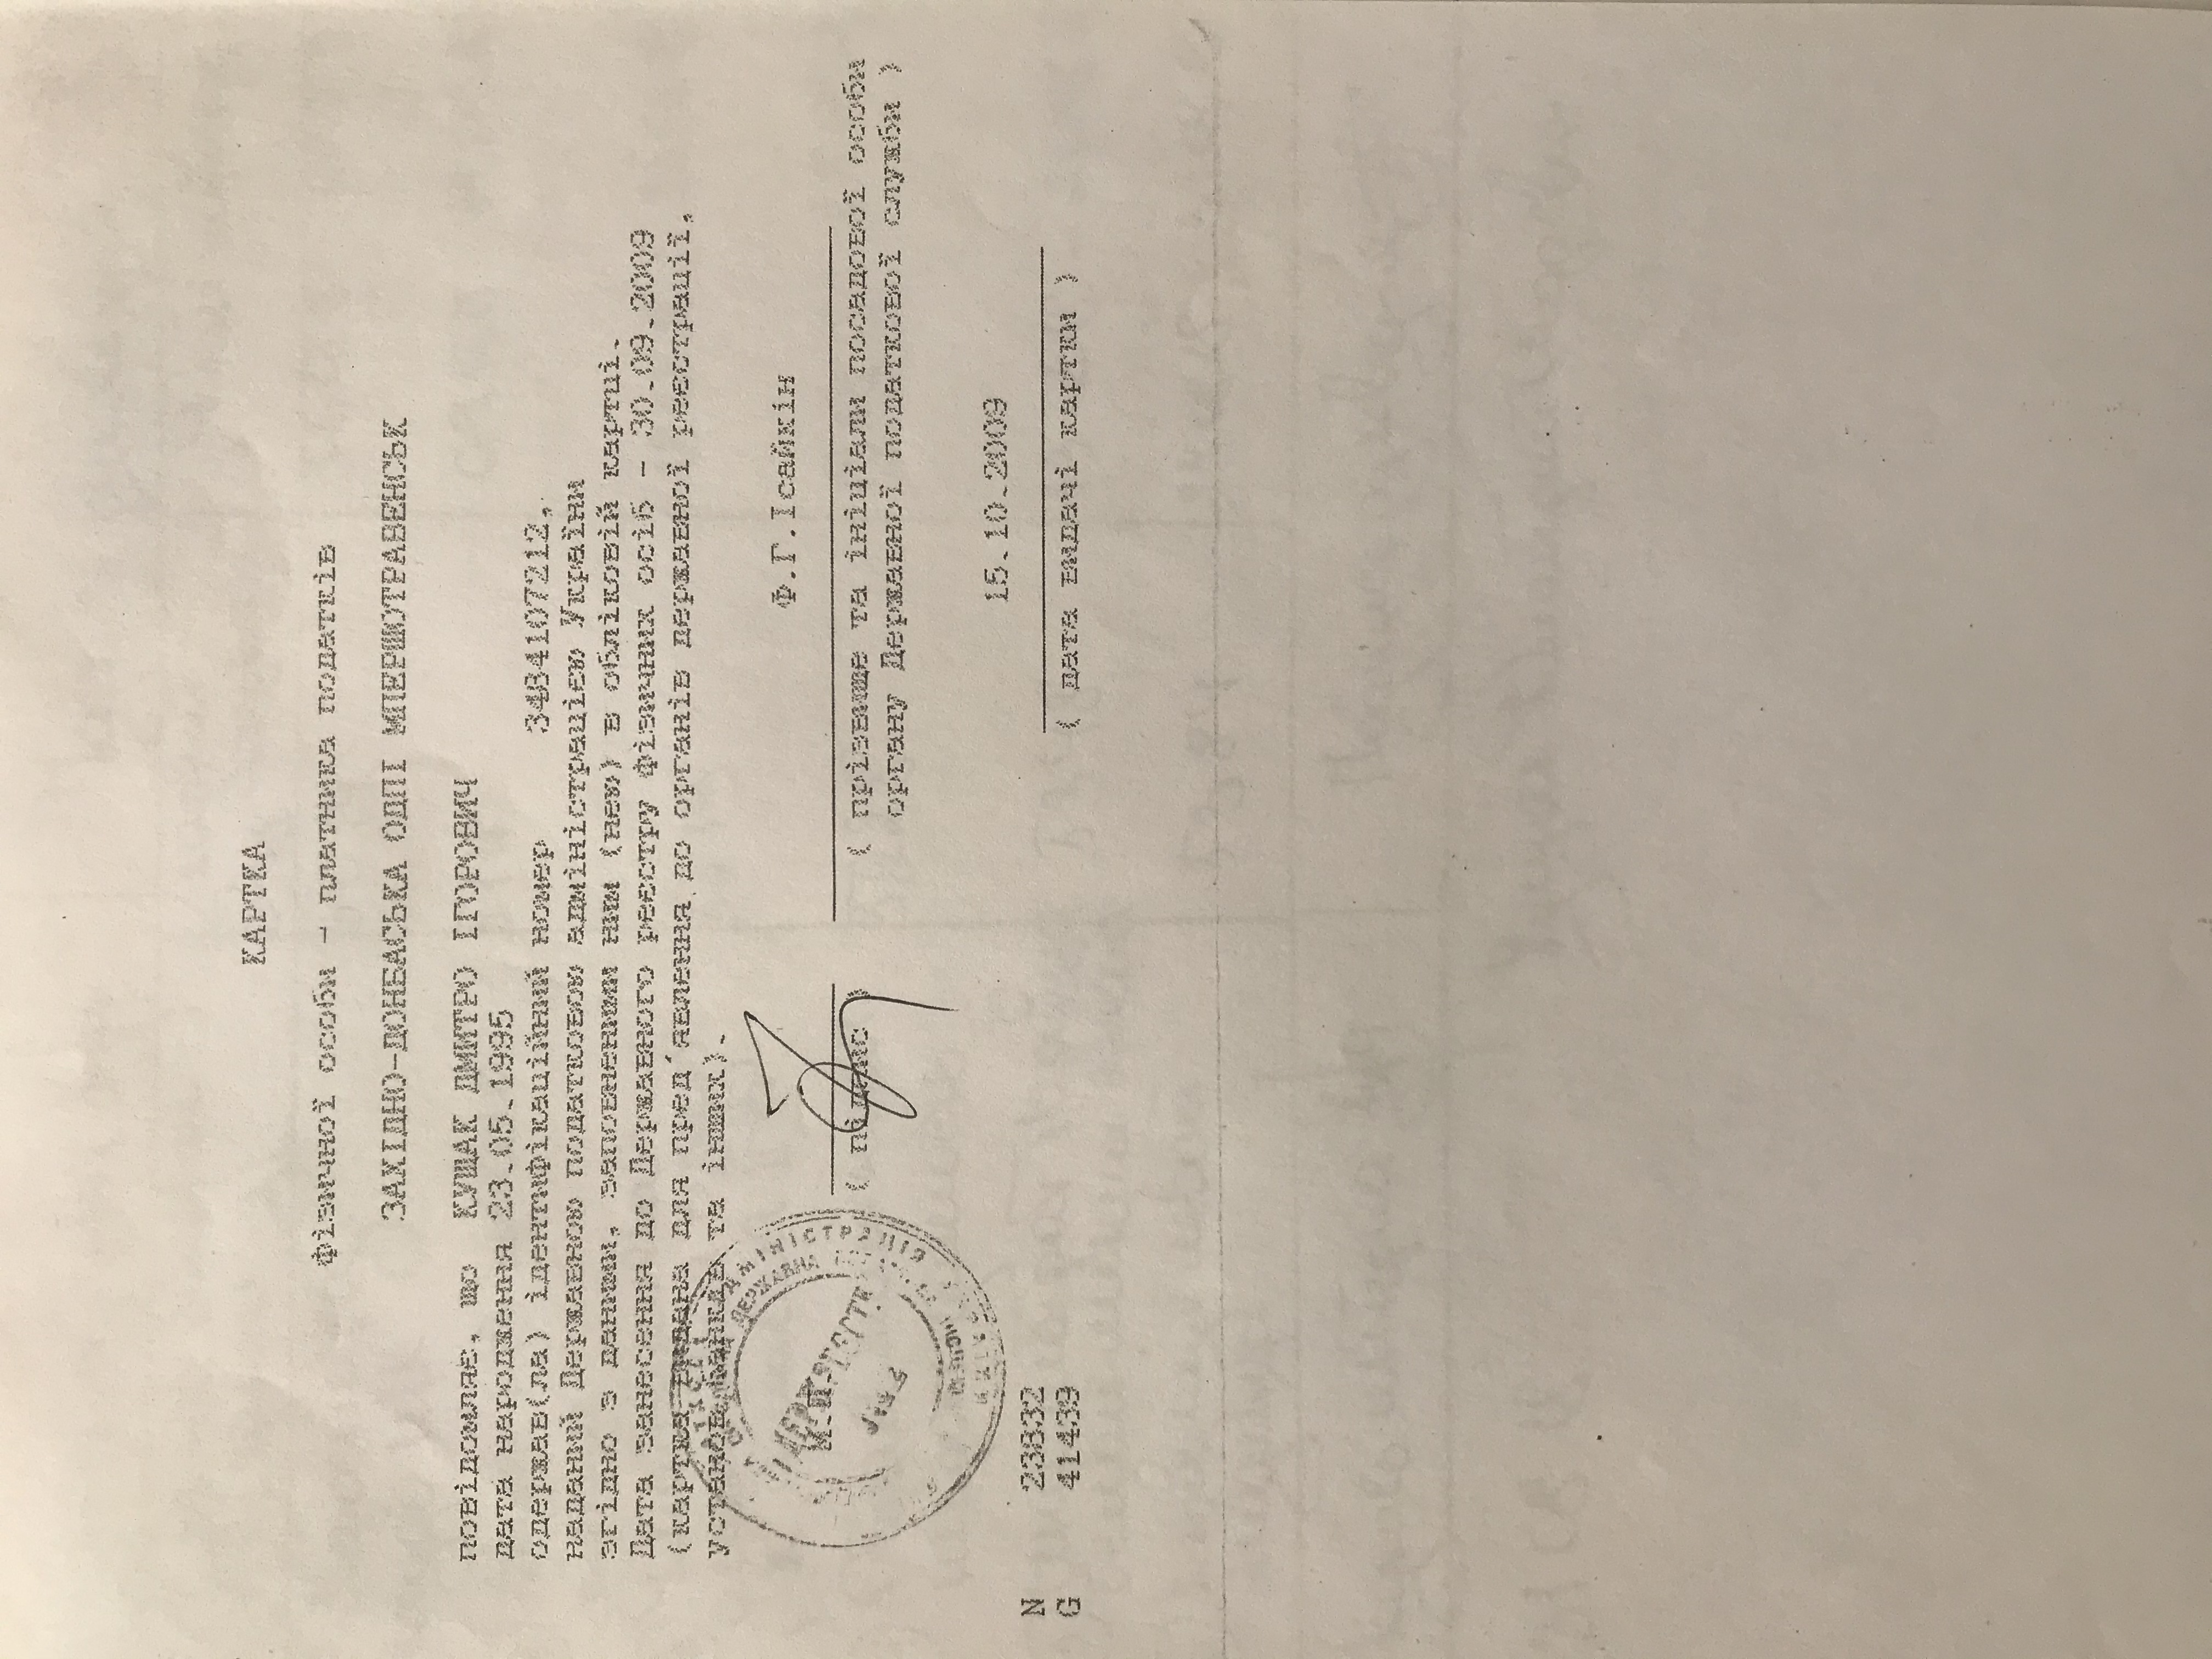 КАРТКА
фізичної особи - платника податків
ЗАХІДНО-ДОНБАСЬКА ОДПІ МПЕРШОТРАВЕНСЬК
повідомляє, що КУЩАК ДМИТРО ІГОРОВИЧ
дата народження 23.05.1995
одержав(ла) ідентифікаційний номер 3484107212,
наданий Державною податковою адміністрацією України
згідно з даними, заповненими ним (нею) в обліковій картці.
Дата занесення до Державного реєстру фізичних осіб - 30.09.2009
(картка видана для пред'явлення до органів державної реєстрації,
установ банків та інших).
Ф.Г.Ісайкін
М.П.
( підпис ) ( прізвище та ініціали посадової особи
органу Державної податкової служби )
15.10.2009
N 23832
G 41439
( дата видачі картки )